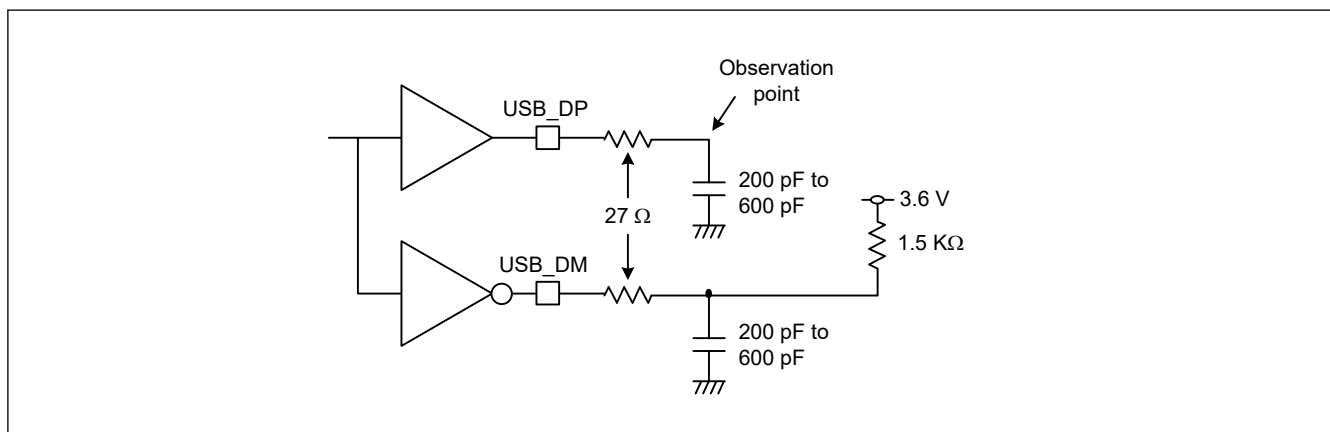 Observation
point
USB_DP
200 pF to
600 pF
3.6 V
27 Ω
1.5 KΩ
USB_DM
200 pF to
600 pF